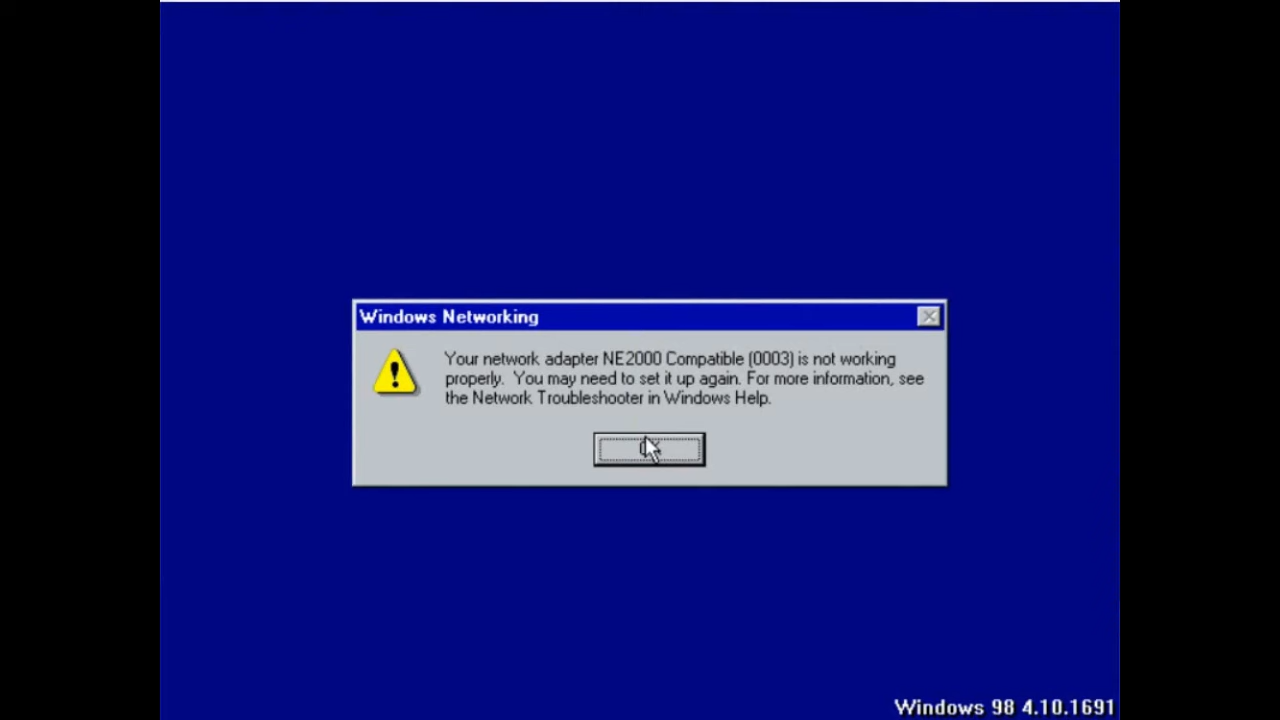 Windows Networking
Your network adapter NE2000 Compatible (0003) is not working
properly.  You may need to set it up again. For more information, see
the Network Troubleshooter in Windows Help.
Windows 98 4.10.1691